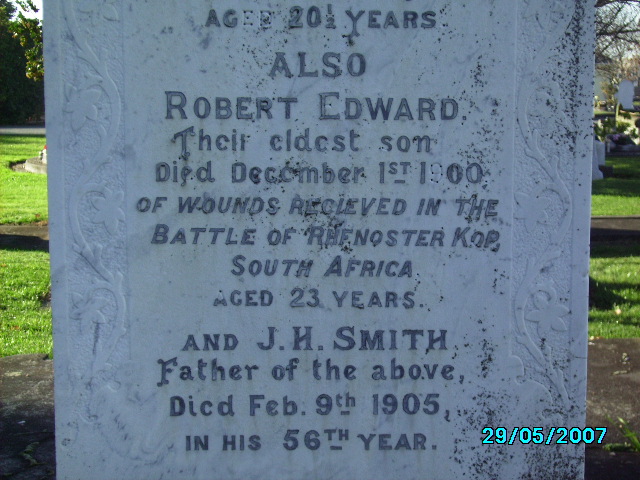 AGED 20½ YEARS.
ALSO
ROBERT EDWARD,
Their eldest son
Died December 1ST 1900
OF WOUNDS RECIEVED IN THE
BATTLE OF RHENOSTER KOP,
SOUTH AFRICA
AGED 23 YEARS.
AND J.H. SMITH
Father of the above,
Died Feb. 9th 1905,
IN HIS 56TH YEAR.
29/05/2007